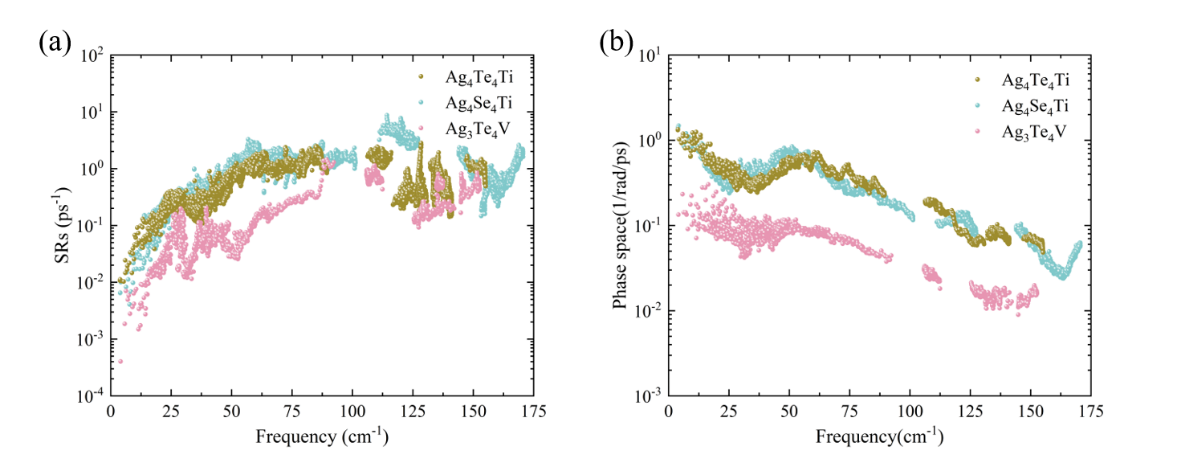 (a)
10²
10¹
10⁰
10⁻¹
10⁻²
10⁻³
10⁻⁴
SRs (ps⁻¹)
Ag₄Te₄Ti
Ag₄Se₄Ti
Ag₃Te₄V
0 25 50 75 100 125 150 175
Frequency (cm⁻¹)
(b)
10¹
10⁰
10⁻¹
10⁻²
10⁻³
Phase space(1/rad/ps)
Ag₄Te₄Ti
Ag₄Se₄Ti
Ag₃Te₄V
0 25 50 75 100 125 150 175
Frequency(cm⁻¹)